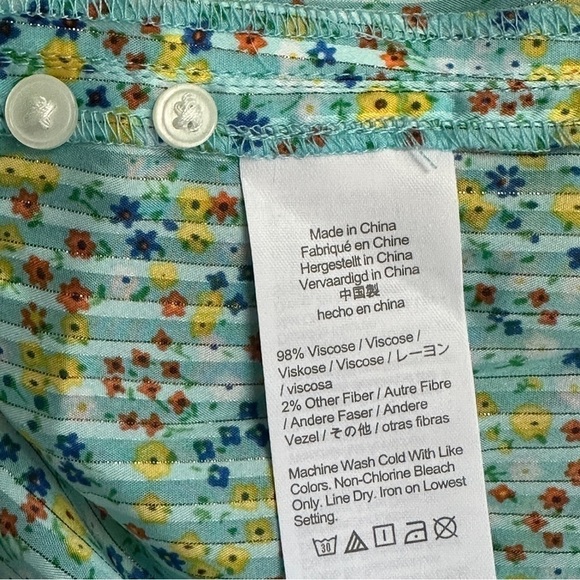 Made in China
Fabriqué en Chine
Hergestellt in China
Vervaardigd in China
中国製
hecho en china
98% Viscose / Viscose /
Viskose / Viscose / レーヨン
/ viscosa
2% Other Fiber / Autre Fibre
/ Andere Faser / Andere
Vezel / その他 / otras fibras
Machine Wash Cold With Like
Colors. Non-Chlorine Bleach
Only. Line Dry. Iron on Lowest
Setting.
30